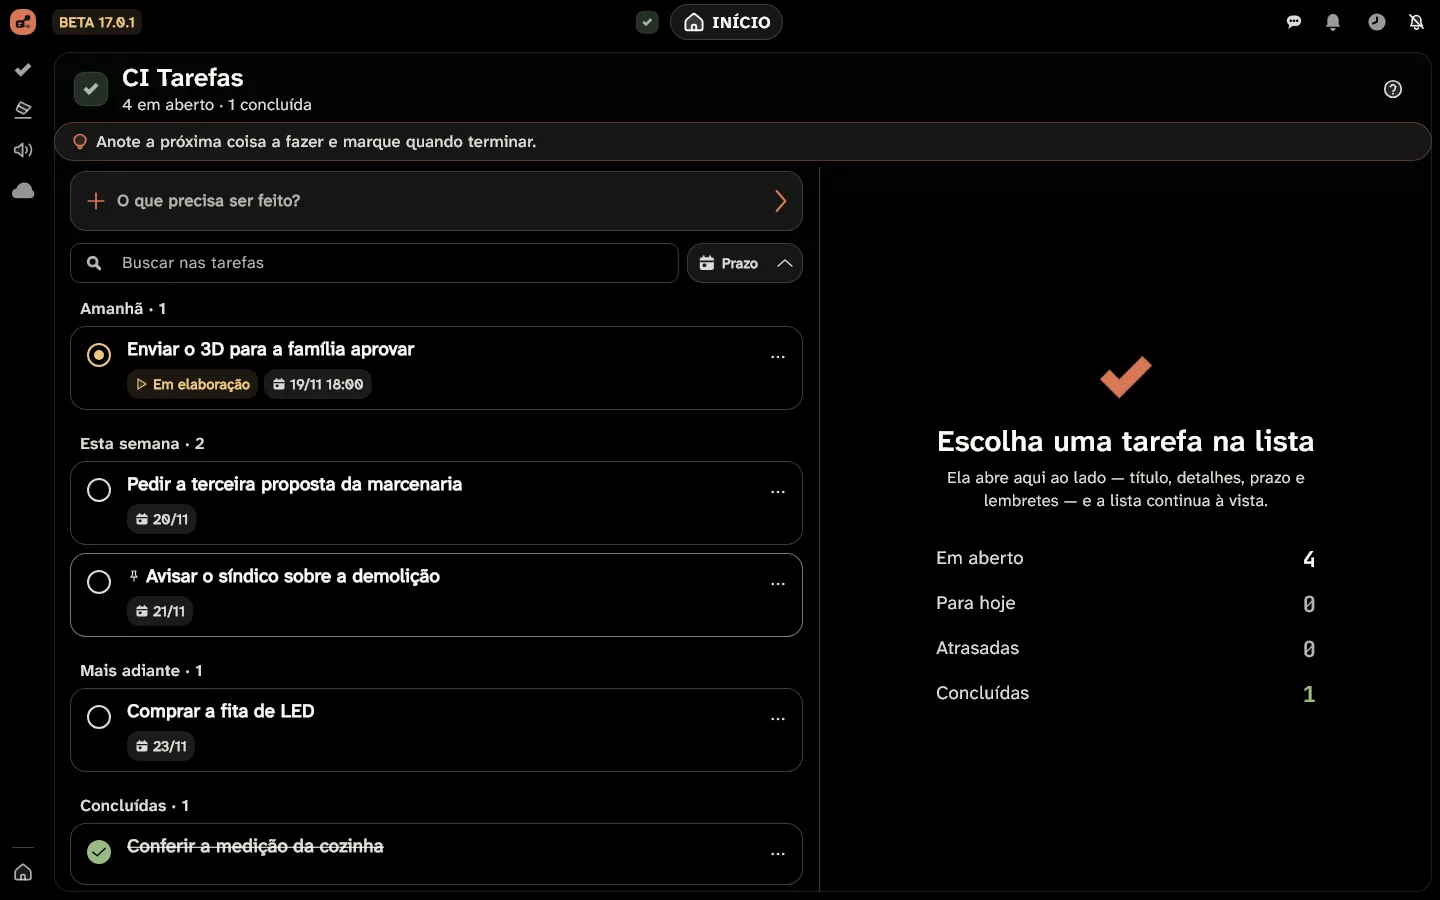 BETA 17.0.1
INÍCIO
CI Tarefas
4 em aberto · 1 concluída
Anote a próxima coisa a fazer e marque quando terminar.
O que precisa ser feito?
Buscar nas tarefas
Prazo
Amanhã · 1
Enviar o 3D para a família aprovar
Em elaboração
19/11 18:00
Esta semana · 2
Pedir a terceira proposta da marcenaria
20/11
Avisar o síndico sobre a demolição
21/11
Mais adiante · 1
Comprar a fita de LED
23/11
Concluídas · 1
Conferir a medição da cozinha
Escolha uma tarefa na lista
Ela abre aqui ao lado — título, detalhes, prazo e
lembretes — e a lista continua à vista.
Em aberto 4
Para hoje 0
Atrasadas 0
Concluídas 1